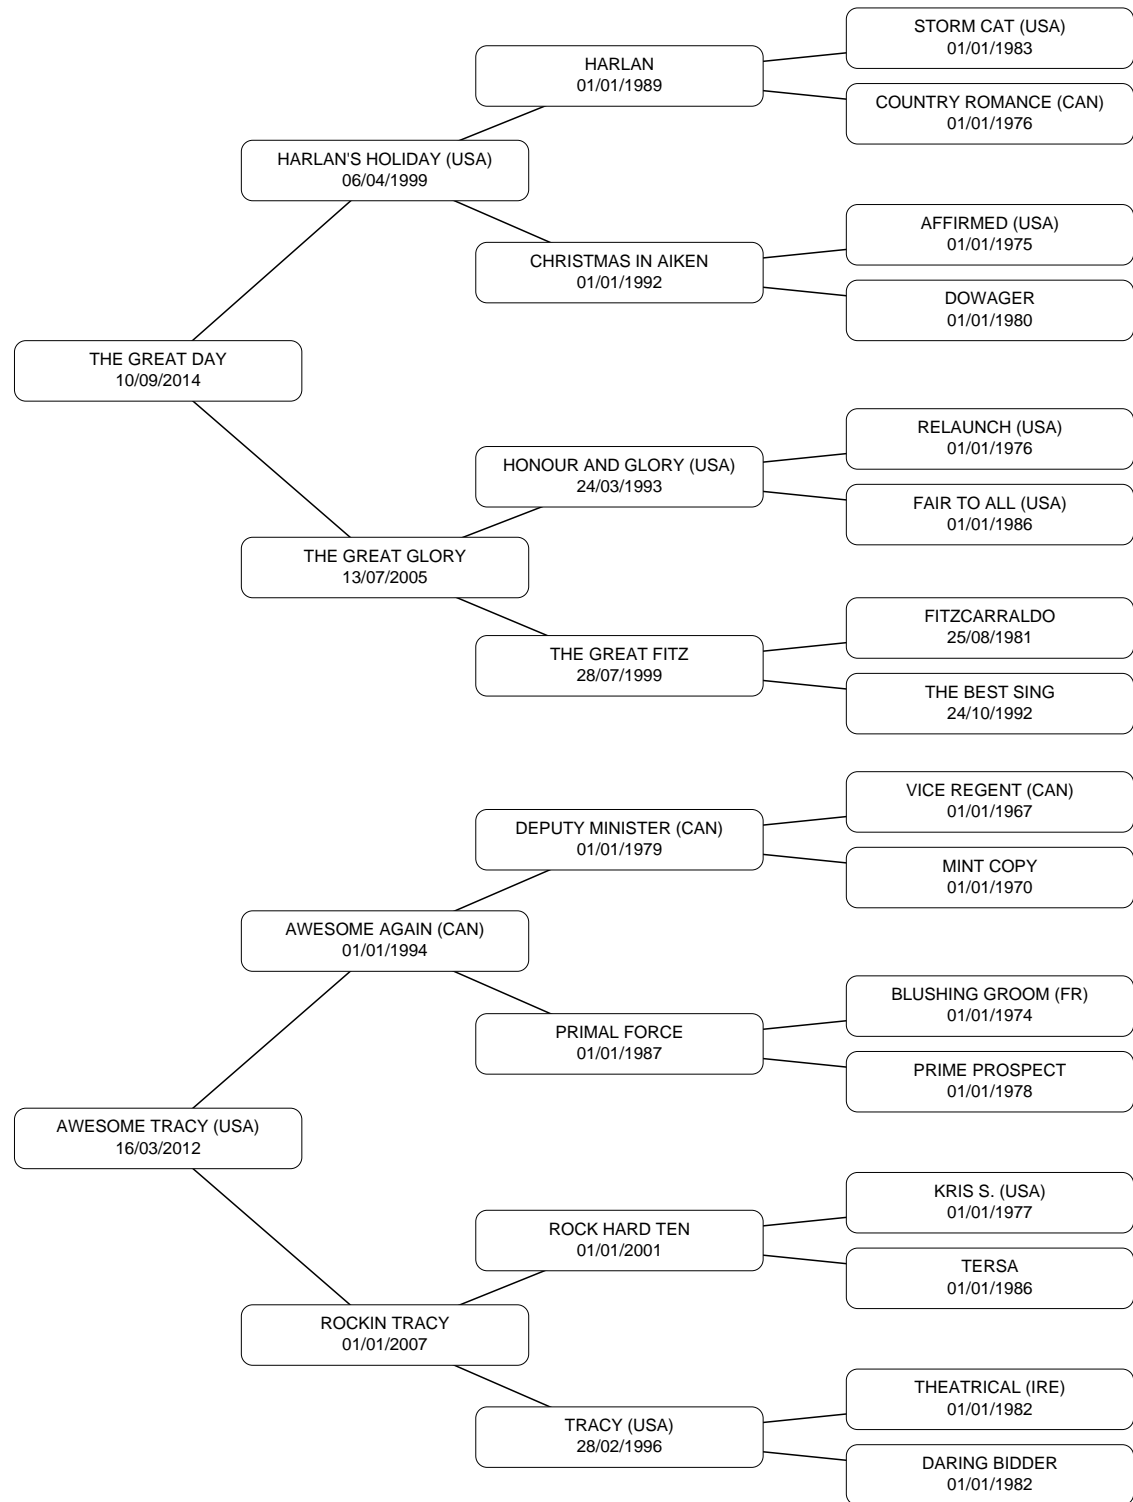 STORM CAT (USA)
01/01/1983
HARLAN
01/01/1989
COUNTRY ROMANCE (CAN)
01/01/1976
HARLAN'S HOLIDAY (USA)
06/04/1999
AFFIRMED (USA)
01/01/1975
CHRISTMAS IN AIKEN
01/01/1992
DOWAGER
01/01/1980
THE GREAT DAY
10/09/2014
RELAUNCH (USA)
01/01/1976
HONOUR AND GLORY (USA)
24/03/1993
FAIR TO ALL (USA)
01/01/1986
THE GREAT GLORY
13/07/2005
FITZCARRALDO
25/08/1981
THE GREAT FITZ
28/07/1999
THE BEST SING
24/10/1992
VICE REGENT (CAN)
01/01/1967
DEPUTY MINISTER (CAN)
01/01/1979
MINT COPY
01/01/1970
AWESOME AGAIN (CAN)
01/01/1994
BLUSHING GROOM (FR)
01/01/1974
PRIMAL FORCE
01/01/1987
PRIME PROSPECT
01/01/1978
AWESOME TRACY (USA)
16/03/2012
KRIS S. (USA)
01/01/1977
ROCK HARD TEN
01/01/2001
TERSA
01/01/1986
ROCKIN TRACY
01/01/2007
THEATRICAL (IRE)
01/01/1982
TRACY (USA)
28/02/1996
DARING BIDDER
01/01/1982